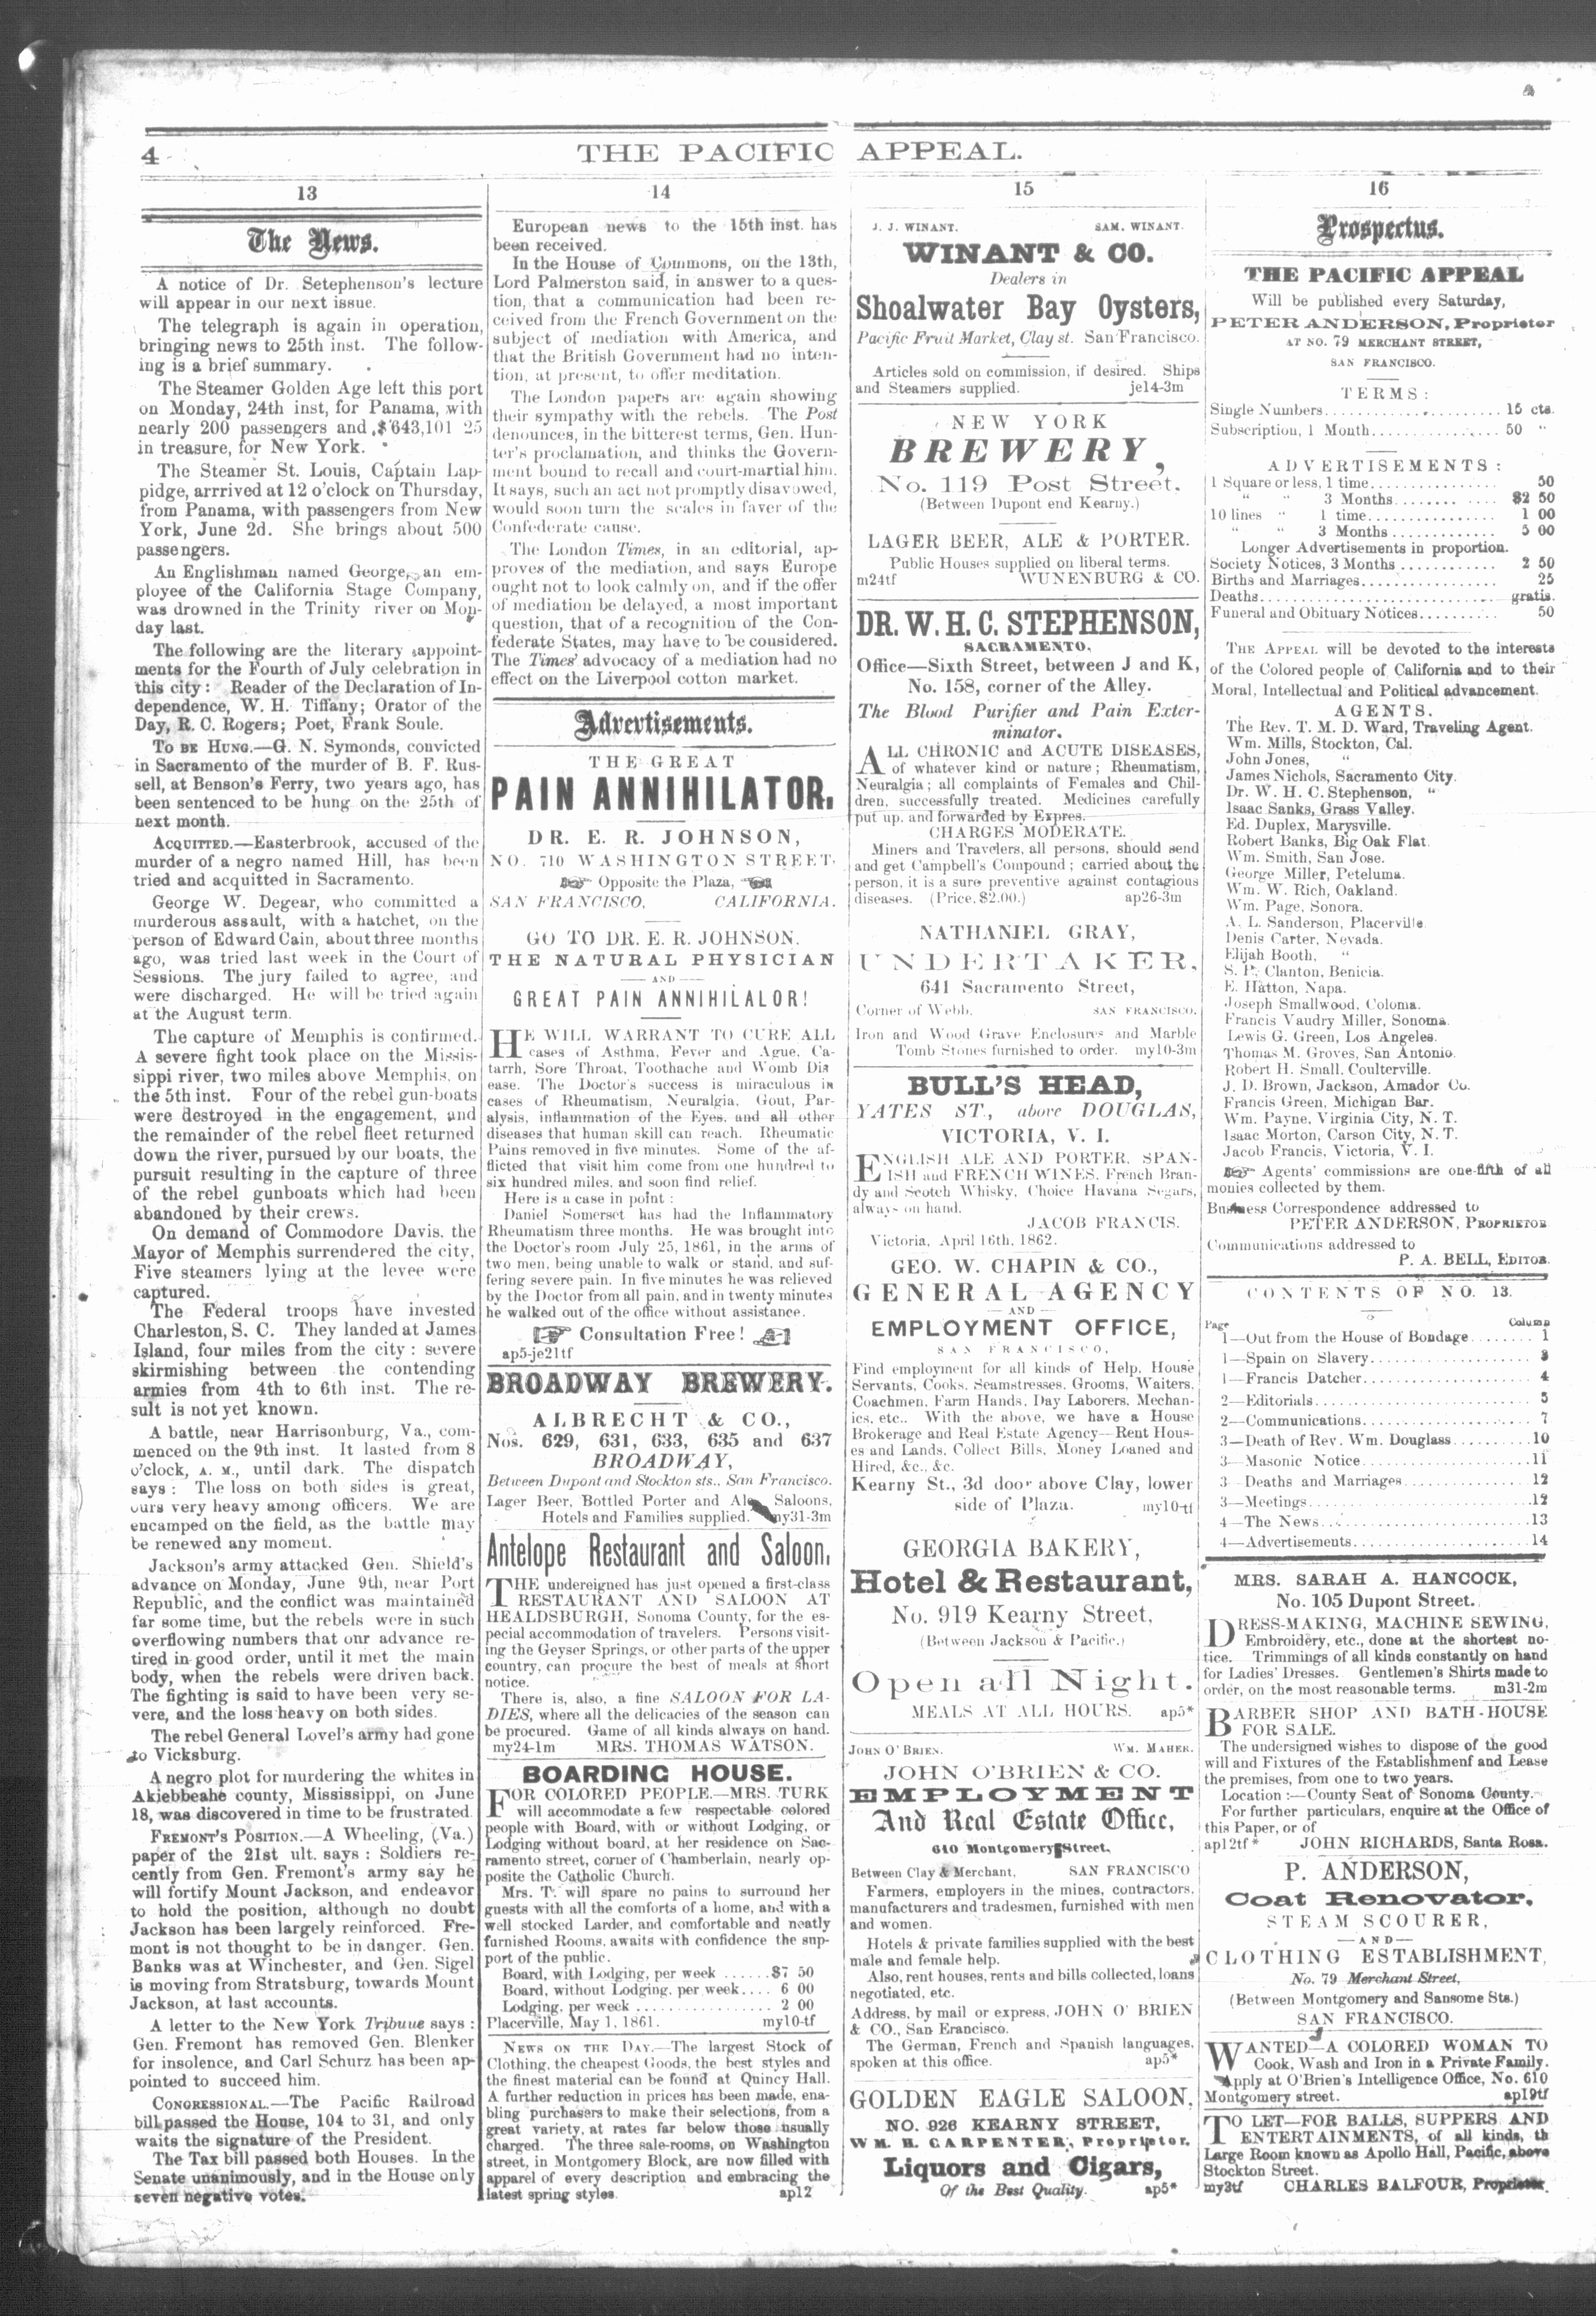 4
THE PACIFIC APPEAL.
13
The News.
A notice of Dr. Setephenson's lecture
will appear in our next issue.
The telegraph is again in operation,
bringing news to 25th inst. The follow-
ing is a brief summary.
The Steamer Golden Age left this port
on Monday, 24th inst, for Panama, with
nearly 200 passengers and $643,101 25
in treasure, for New York.
The Steamer St. Louis, Captain Lap-
pidge, arrrived at 12 o'clock on Thursday,
from Panama, with passengers from New
York, June 2d. She brings about 500
passengers.
An Englishman named George, an em-
ployee of the California Stage Company,
was drowned in the Trinity river on Mon-
day last.
The following are the literary appoint-
ments for the Fourth of July celebration in
this city: Reader of the Declaration of In-
dependence, W. H. Tiffany; Orator of the
Day, R. C. Rogers; Poet, Frank Soule.
TO BE HUNG.—G. N. Symonds, convicted
in Sacramento of the murder of B. F. Rus-
sell, at Benson's Ferry, two years ago, has
been sentenced to be hung on the 25th of
next month.
ACQUITTED.—Easterbrook, accused of the
murder of a negro named Hill, has been
tried and acquitted in Sacramento.
George W. Degear, who committed a
murderous assault, with a hatchet, on the
person of Edward Cain, about three months
ago, was tried last week in the Court of
Sessions. The jury failed to agree, and
were discharged. He will be tried again
at the August term.
The capture of Memphis is confirmed.
A severe fight took place on the Missis-
sippi river, two miles above Memphis, on
the 5th inst. Four of the rebel gun-boats
were destroyed in the engagement, and
the remainder of the rebel fleet returned
down the river, pursued by our boats, the
pursuit resulting in the capture of three
of the rebel gunboats which had been
abandoned by their crews.
On demand of Commodore Davis, the
Mayor of Memphis surrendered the city,
Five steamers lying at the levee were
captured.
The Federal troops have invested
Charleston, S. C. They landed at James
Island, four miles from the city: severe
skirmishing between the contending
armies from 4th to 6th inst. The re-
sult is not yet known.
A battle, near Harrisonburg, Va., com-
menced on the 9th inst. It lasted from 8
o'clock, A. M., until dark. The dispatch
says: The loss on both sides is great,
ours very heavy among officers. We are
encamped on the field, as the battle may
be renewed any moment.
Jackson's army attacked Gen. Shield's
advance on Monday, June 9th, near Port
Republic, and the conflict was maintained
far some time, but the rebels were in such
overflowing numbers that our advance re-
tired in good order, until it met the main
body, when the rebels were driven back.
The fighting is said to have been very se-
vere, and the loss heavy on both sides.
The rebel General Lovel's army had gone
to Vicksburg.
A negro plot for murdering the whites in
Akiebbeahe county, Mississippi, on June
18, was discovered in time to be frustrated.
FREMONT'S POSITION.—A Wheeling, (Va.)
paper of the 21st ult. says: Soldiers re-
cently from Gen. Fremont's army say he
will fortify Mount Jackson, and endeavor
to hold the position, although no doubt
Jackson has been largely reinforced. Fre-
mont is not thought to be in danger. Gen.
Banks was at Winchester, and Gen. Sigel
is moving from Stratsburg, towards Mount
Jackson, at last accounts.
A letter to the New York Tribune says:
Gen. Fremont has removed Gen. Blenker
for insolence, and Carl Schurz has been ap-
pointed to succeed him.
CONGRESSIONAL.—The Pacific Railroad
bill passed the House, 104 to 31, and only
waits the signature of the President.
The Tax bill passed both Houses. In the
Senate unanimously, and in the House only
seven negative votes.
14
European news to the 15th inst. has
been received.
In the House of Commons, on the 13th,
Lord Palmerston said, in answer to a ques-
tion, that a communication had been re-
ceived from the French Government on the
subject of mediation with America, and
that the British Government had no inten-
tion, at present, to offer meditation.
The London papers are again showing
their sympathy with the rebels. The Post
denounces, in the bitterest terms, Gen. Hun-
ter's proclamation, and thinks the Govern-
ment bound to recall and court-martial him.
It says, such an act not promptly disavowed,
would soon turn the scales in faver of the
Confederate cause.
The London Times, in an editorial, ap-
proves of the mediation, and says Europe
ought not to look calmly on, and if the offer
of mediation be delayed, a most important
question, that of a recognition of the Con-
federate States, may have to be cousidered.
The Times' advocacy of a mediation had no
effect on the Liverpool cotton market.
Advertisements.
THE GREAT
PAIN ANNIHILATOR,
DR. E. R. JOHNSON,
NO. 710 WASHINGTON STREET,
Opposite the Plaza,
SAN FRANCISCO, CALIFORNIA.
GO TO DR. E. R. JOHNSON,
THE NATURAL PHYSICIAN
—AND—
GREAT PAIN ANNIHILALOR!
HE WILL WARRANT TO CURE ALL
cases of Asthma, Fever and Ague, Ca-
tarrh, Sore Throat, Toothache and Womb Dis
ease. The Doctor's success is miraculous in
cases of Rheumatism, Neuralgia, Gout, Par-
alysis, inflammation of the Eyes, and all other
diseases that human skill can reach. Rheumatic
Pains removed in five minutes. Some of the af-
flicted that visit him come from one hundred to
six hundred miles, and soon find relief.
Here is a case in point:
Daniel Somerset has had the Inflammatory
Rheumatism three months. He was brought into
the Doctor's room July 25, 1861, in the arms of
two men, being unable to walk or stand, and suf-
fering severe pain. In five minutes he was relieved
by the Doctor from all pain, and in twenty minutes
he walked out of the office without assistance.
Consultation Free!
ap5-je21tf
BROADWAY BREWERY.
ALBRECHT & CO.,
Nos. 629, 631, 633, 635 and 637
BROADWAY,
Between Dupont and Stockton sts., San Francisco.
Lager Beer, Bottled Porter and Ale, Saloons,
Hotels and Families supplied. my31-3m
Antelope Restaurant and Saloon,
THE undereigned has just opened a first-class
RESTAURANT AND SALOON AT
HEALDSBURGH, Sonoma County, for the es-
pecial accommodation of travelers. Persons visit-
ing the Geyser Springs, or other parts of the upper
country, can procure the best of meals at short
notice.
There is, also, a fine SALOON FOR LA-
DIES, where all the delicacies of the season can
be procured. Game of all kinds always on hand.
my24-1m MRS. THOMAS WATSON.
BOARDING HOUSE.
FOR COLORED PEOPLE.—MRS. TURK
will accommodate a few respectable colored
people with Board, with or without Lodging, or
Lodging without board, at her residence on Sac-
ramento street, corner of Chamberlain, nearly op-
posite the Catholic Church.
Mrs. T. will spare no pains to surround her
guests with all the comforts of a home, and with a
well stocked Larder, and comfortable and neatly
furnished Rooms, awaits with confidence the sup-
port of the public.
Board, with Lodging, per week ......$7 50
Board, without Lodging, per week.... 6 00
Lodging, per week .................. 2 00
Placerville, May 1, 1861. my10-tf
NEWS ON THE DAY.—The largest Stock of
Clothing, the cheapest Goods, the best styles and
the finest material can be found at Quincy Hall.
A further reduction in prices has been made, ena-
bling purchasers to make their selections, from a
great variety, at rates far below those usually
charged. The three sale-rooms, on Washington
street, in Montgomery Block, are now filled with
apparel of every description and embracing the
latest spring styles. ap12
15
J. J. WINANT. SAM. WINANT.
WINANT & CO.
Dealers in
Shoalwater Bay Oysters,
Pacific Fruit Market, Clay st. San Francisco.
Articles sold on commission, if desired. Ships
and Steamers supplied. je14-3m
NEW YORK
BREWERY,
No. 119 Post Street,
(Between Dupont end Kearny.)
LAGER BEER, ALE & PORTER.
Public Houses supplied on liberal terms.
m24tf WUNENBURG & CO.
DR. W. H. C. STEPHENSON,
SACRAMENTO,
Office—Sixth Street, between J and K,
No. 158, corner of the Alley.
The Blood Purifier and Pain Exter-
minator.
ALL CHRONIC and ACUTE DISEASES,
of whatever kind or nature; Rheumatism,
Neuralgia; all complaints of Females and Chil-
dren, successfully treated. Medicines carefully
put up, and forwarded by Expres.
CHARGES MODERATE.
Miners and Travelers, all persons, should send
and get Campbell's Compound; carried about the
person, it is a sure preventive against contagious
diseases. (Price, $2.00.) ap26-3m
NATHANIEL GRAY,
UNDERTAKER,
641 Sacramento Street,
Corner of Webb, SAN FRANCISCO.
Iron and Wood Grave Enclosures and Marble
Tomb Stones furnished to order. my10-3m
BULL'S HEAD,
YATES ST., above DOUGLAS,
VICTORIA, V. I.
ENGLISH ALE AND PORTER, SPAN-
ISH and FRENCH WINES, French Bran-
dy and Scotch Whisky, Choice Havana Segars,
always on hand.
JACOB FRANCIS.
Victoria, April 16th, 1862.
GEO. W. CHAPIN & CO.,
GENERAL AGENCY
—AND—
EMPLOYMENT OFFICE,
SAN FRANCISCO,
Find employment for all kinds of Help, House
Servants, Cooks, Seamstresses, Grooms, Waiters,
Coachmen, Farm Hands, Day Laborers, Mechan-
ics, etc.. With the above, we have a House
Brokerage and Real Estate Agency—Rent Hous-
es and Lands, Collect Bills, Money Loaned and
Hired, &c., &c.
Kearny St., 3d door above Clay, lower
side of Plaza. my10-tf
GEORGIA BAKERY,
Hotel & Restaurant,
No. 919 Kearny Street,
(Between Jackson & Pacific.)
Open all Night.
MEALS AT ALL HOURS. ap5*
JOHN O'BRIEN. WM. MAHER.
JOHN O'BRIEN & CO.
EMPLOYMENT
And Real Estate Office,
610 Montgomery Street,
Between Clay & Merchant, SAN FRANCISCO
Farmers, employers in the mines, contractors,
manufacturers and tradesmen, furnished with men
and women.
Hotels & private families supplied with the best
male and female help.
Also, rent houses, rents and bills collected, loans
negotiated, etc.
Address, by mail or express, JOHN O' BRIEN
& CO., San Erancisco.
The German, French and Spanish languages,
spoken at this office. ap5*
GOLDEN EAGLE SALOON,
NO. 926 KEARNY STREET,
WM. B. CARPENTER, Proprietor.
Liquors and Cigars,
Of the Best Quality. ap5*
16
Prospectus.
THE PACIFIC APPEAL
Will be published every Saturday,
PETER ANDERSON, Proprietor
AT NO. 79 MERCHANT STREET,
SAN FRANCISCO.
TERMS:
Single Numbers.......................... 15 cts.
Subscription, 1 Month................... 50 "
ADVERTISEMENTS:
1 Square or less, 1 time................ 50
" " 3 Months............ $2 50
10 lines " 1 time................ 1 00
" " 3 Months ............. 5 00
Longer Advertisements in proportion.
Society Notices, 3 Months ............ 2 50
Births and Marriages................. 25
Deaths............................ gratis.
Funeral and Obituary Notices.......... 50
THE APPEAL will be devoted to the interests
of the Colored people of California and to their
Moral, Intellectual and Political advancement.
AGENTS.
The Rev. T. M. D. Ward, Traveling Agent.
Wm. Mills, Stockton, Cal.
John Jones, "
James Nichols, Sacramento City.
Dr. W. H. C. Stephenson, "
Isaac Sanks, Grass Valley.
Ed. Duplex, Marysville.
Robert Banks, Big Oak Flat.
Wm. Smith, San Jose.
George Miller, Peteluma.
Wm. W. Rich, Oakland.
Wm. Page, Sonora.
A. L. Sanderson, Placerville.
Denis Carter, Nevada.
Elijah Booth, "
S. P. Clanton, Benicia.
E. Hatton, Napa.
Joseph Smallwood, Coloma.
Francis Vaudry Miller, Sonoma.
Lewis G. Green, Los Angeles.
Thomas M. Groves, San Antonio.
Robert H. Small, Coulterville.
J. D. Brown, Jackson, Amador Co.
Francis Green, Michigan Bar.
Wm. Payne, Virginia City, N. T.
Isaac Morton, Carson City, N. T.
Jacob Francis, Victoria, V. I.
Agents' commissions are one-fifth of all
monies collected by them.
Business Correspondence addressed to
PETER ANDERSON, PROPRIETOR
Communications addressed to
P. A. BELL, EDITOR.
CONTENTS OF NO. 13.
Page Column
1—Out from the House of Bondage........ 1
1—Spain on Slavery.................... 3
1—Francis Datcher..................... 4
2—Editorials.......................... 5
2—Communications...................... 7
3—Death of Rev. Wm. Douglass..........10
3—Masonic Notice......................11
3—Deaths and Marriages................12
3—Meetings............................12
4—The News............................13
4—Advertisements......................14
MRS. SARAH A. HANCOCK,
No. 105 Dupont Street.
DRESS-MAKING, MACHINE SEWING,
Embroidery, etc., done at the shortest no-
tice. Trimmings of all kinds constantly on hand
for Ladies' Dresses. Gentlemen's Shirts made to
order, on the most reasonable terms. m31-2m
BARBER SHOP AND BATH-HOUSE
FOR SALE.
The undersigned wishes to dispose of the good
will and Fixtures of the Establishment and Lease
the premises, from one to two years.
Location:—County Seat of Sonoma County.
For further particulars, enquire at the Office of
this Paper, or of
ap12tf* JOHN RICHARDS, Santa Rosa.
P. ANDERSON,
Coat Renovator,
STEAM SCOURER,
—AND—
CLOTHING ESTABLISHMENT,
No. 79 Merchant Street,
(Between Montgomery and Sansome Sts.)
SAN FRANCISCO.
WANTED—A COLORED WOMAN TO
Cook, Wash and Iron in a Private Family.
Apply at O'Brien's Intelligence Office, No. 610
Montgomery street. ap19tf
TO LET—FOR BALLS, SUPPERS AND
ENTERTAINMENTS, of all kinds, th
Large Room known as Apollo Hall, Pacific, above
Stockton Street.
my3tf CHARLES BALFOUR, Proprietor.